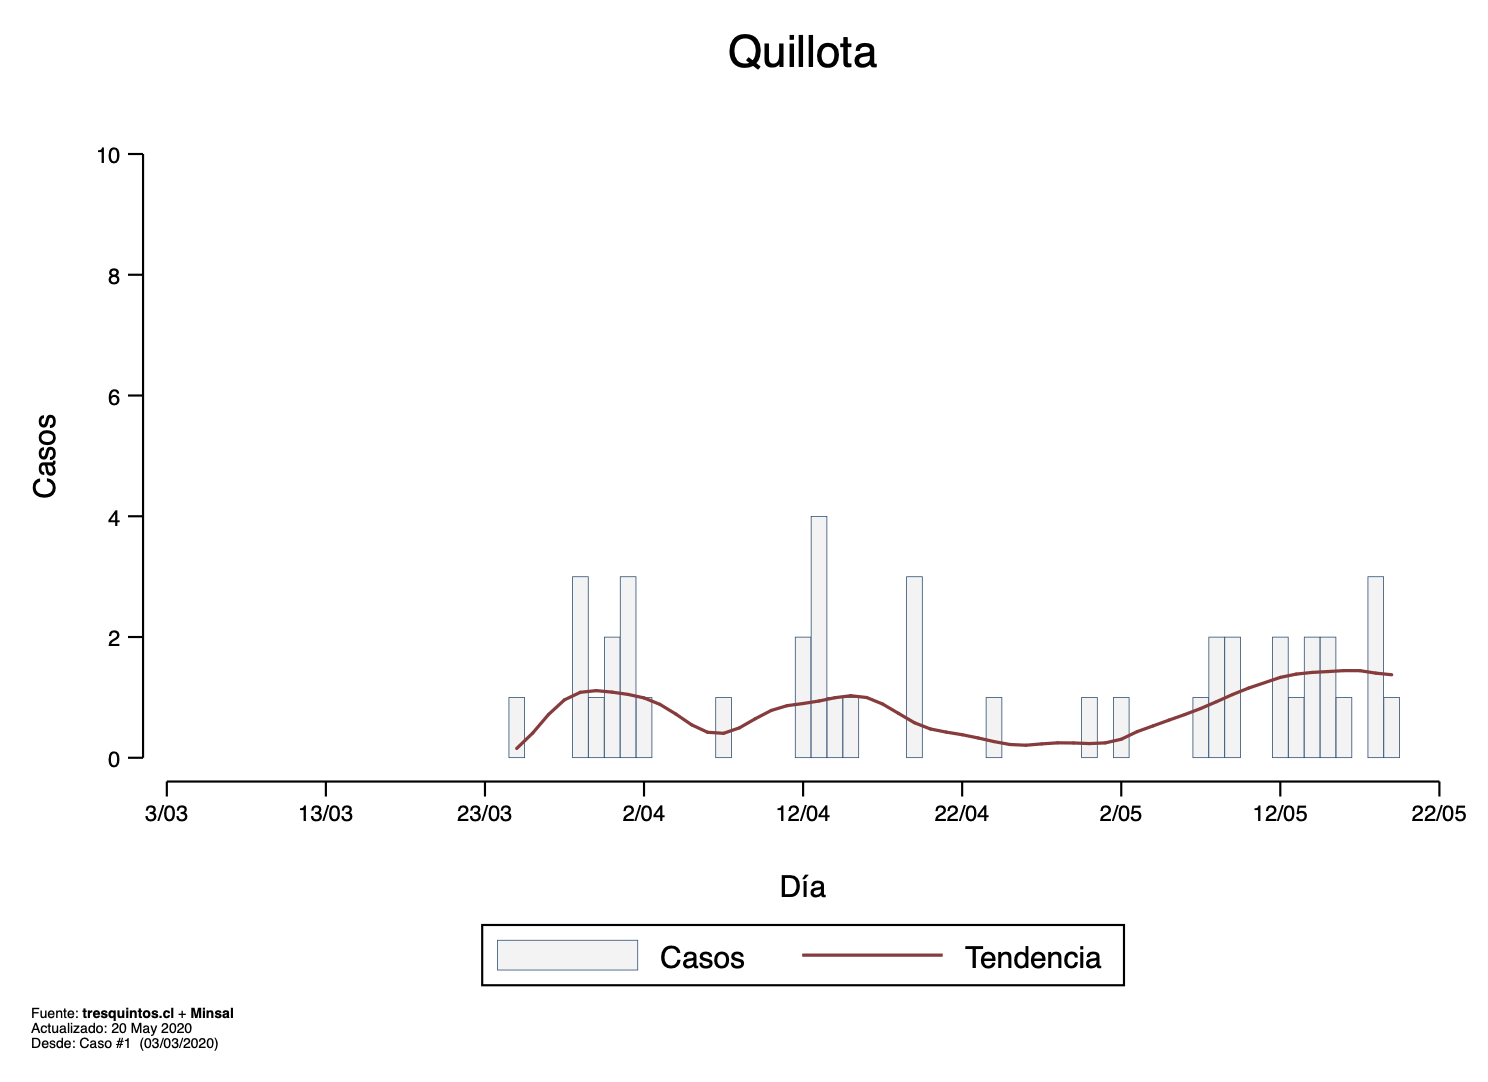 Quillota
10
8
6
4
2
0
Casos
3/03 13/03 23/03 2/04 12/04 22/04 2/05 12/05 22/05
Día
Casos Tendencia
Fuente: tresquintos.cl + Minsal
Actualizado: 20 May 2020
Desde: Caso #1 (03/03/2020)